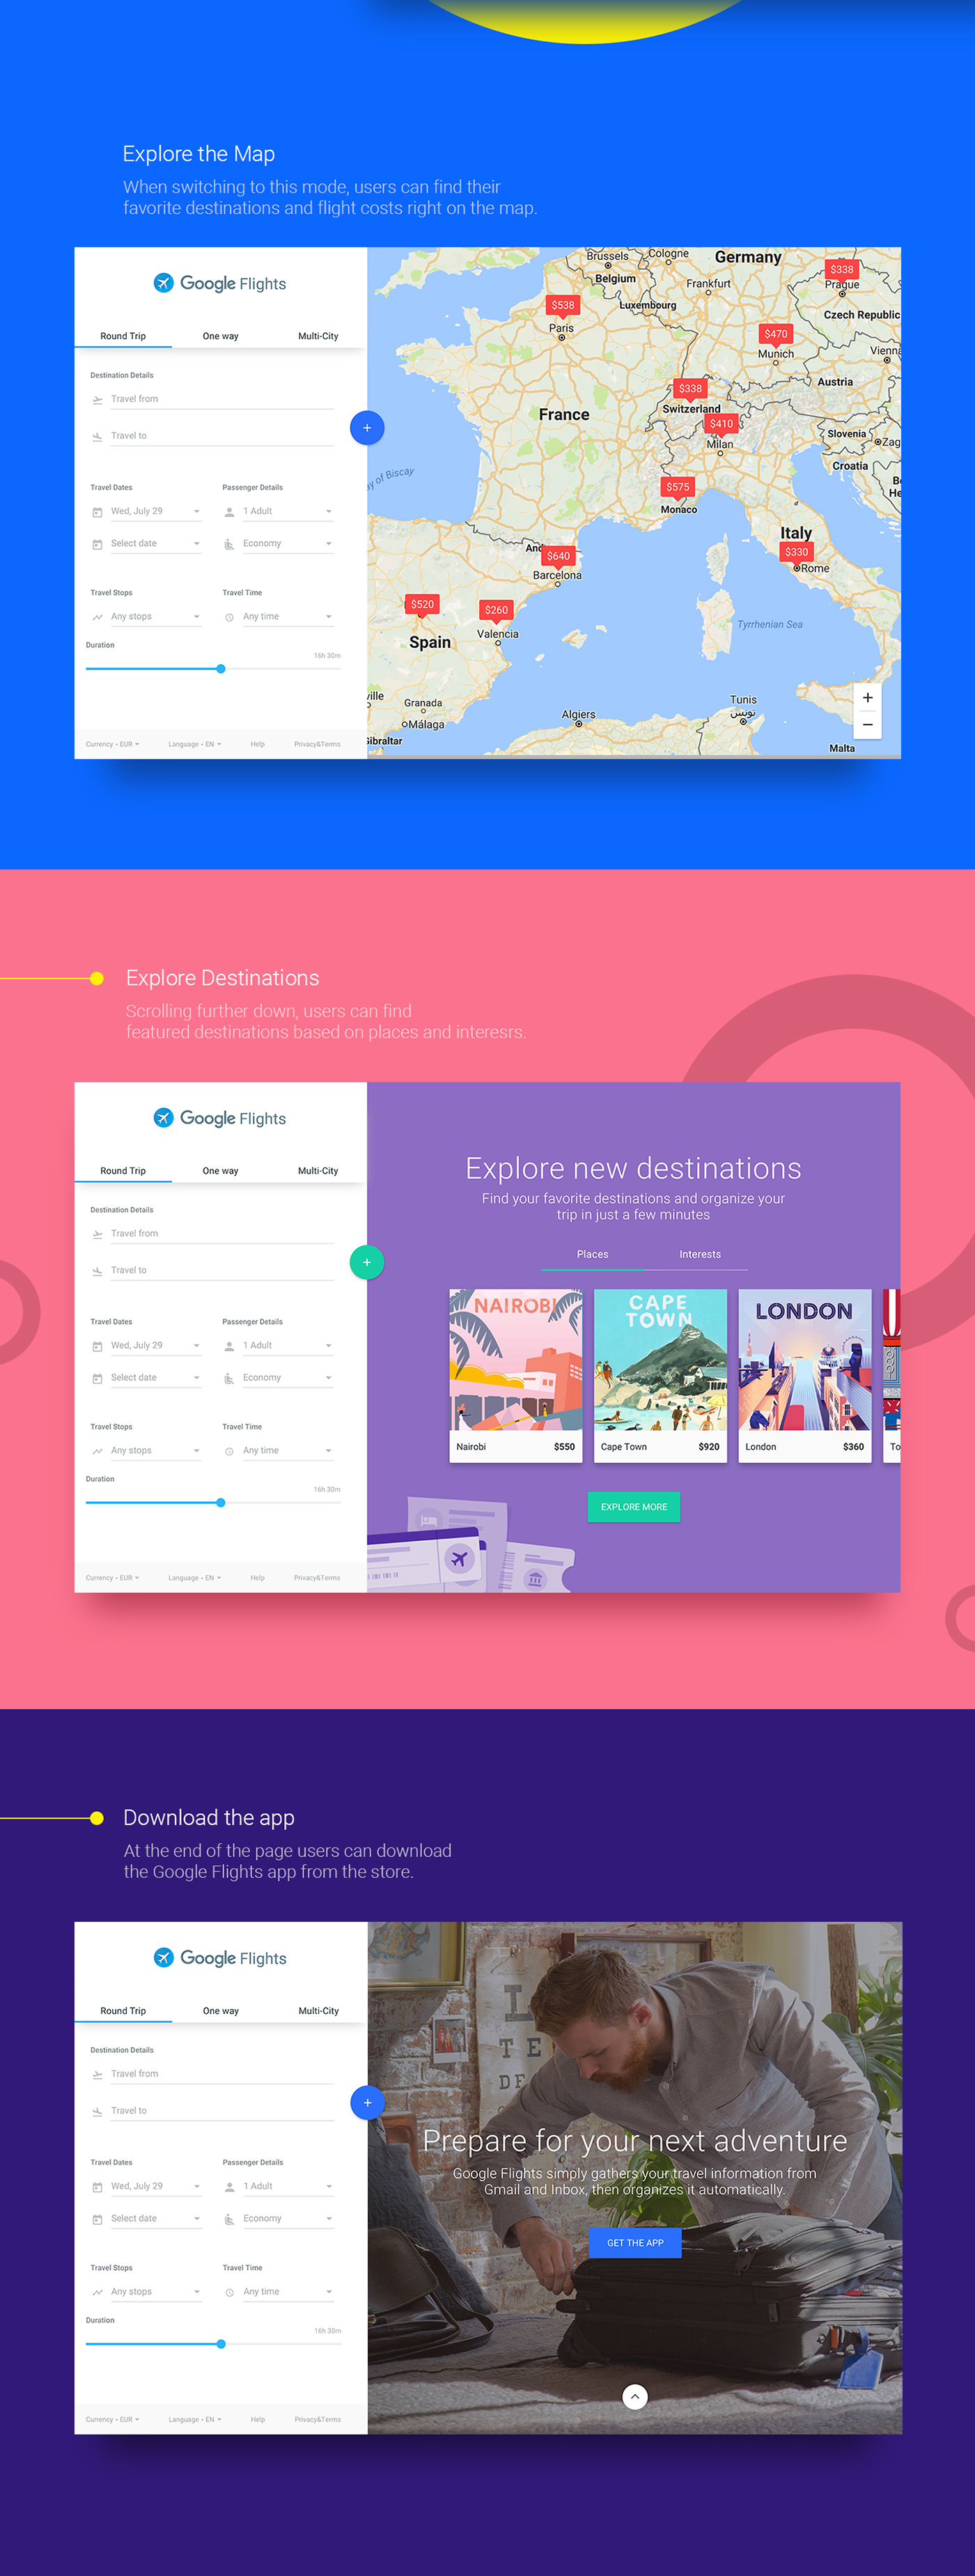 Explore the Map
When switching to this mode, users can find their
favorite destinations and flight costs right on the map.
Google Flights
Round Trip One way Multi-City
Destination Details
Travel from
Travel to
Travel Dates Passenger Details
Wed, July 29 1 Adult
Select date Economy
Travel Stops Travel Time
Any stops Any time
Duration
16h 30m
Currency • EUR Language • EN Help Privacy&Terms
+
Brussels
Cologne
Germany
Belgium
Frankfurt
$338
Prague
Luxembourg
$538
Paris
Czech Republic
$470
Munich
Vienna
Austria
$338
Switzerland
France
$410
Milan
Slovenia
Zag
Croatia
ay of Biscay
$575
Monaco
B
He
Italy
$330
Rome
And
$640
Barcelona
$520
$260
Valencia
Spain
Tyrrhenian Sea
ville
Granada
Málaga
Gibraltar
Algiers
Tunis
تونس
Malta
+
−
Explore Destinations
Scrolling further down, users can find
featured destinations based on places and interesrs.
Google Flights
Round Trip One way Multi-City
Destination Details
Travel from
Travel to
Travel Dates Passenger Details
Wed, July 29 1 Adult
Select date Economy
Travel Stops Travel Time
Any stops Any time
Duration
16h 30m
Currency • EUR Language • EN Help Privacy&Terms
+
Explore new destinations
Find your favorite destinations and organize your
trip in just a few minutes
Places Interests
NAIROBI
CAPE
TOWN
LONDON
Nairobi $550
Cape Town $920
London $360
To
EXPLORE MORE
Download the app
At the end of the page users can download
the Google Flights app from the store.
Google Flights
Round Trip One way Multi-City
Destination Details
Travel from
Travel to
Travel Dates Passenger Details
Wed, July 29 1 Adult
Select date Economy
Travel Stops Travel Time
Any stops Any time
Duration
16h 30m
Currency • EUR Language • EN Help Privacy&Terms
+
L
T E
DF
Prepare for your next adventure
Google Flights simply gathers your travel information from
Gmail and Inbox, then organizes it automatically.
GET THE APP